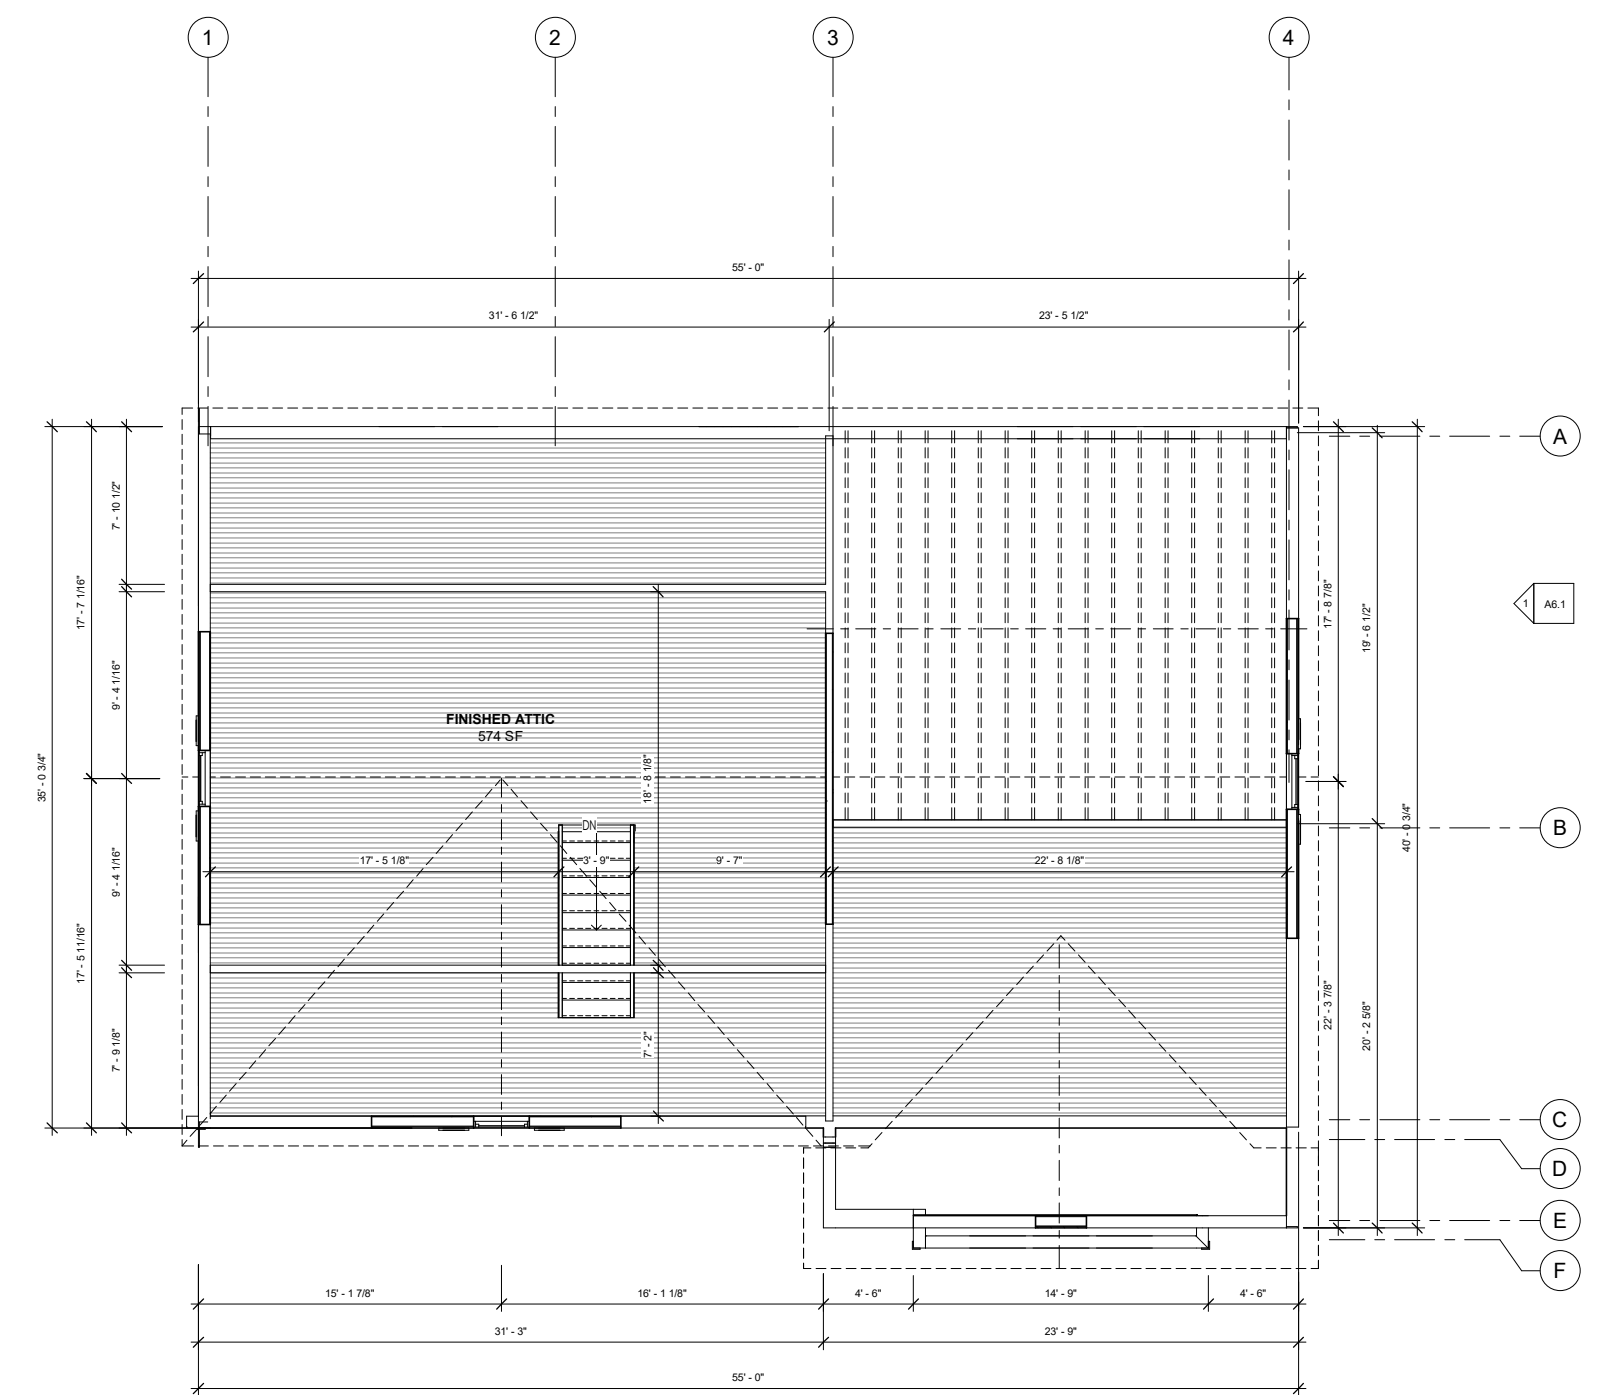 1
2
3
4
55' - 0"
31' - 6 1/2"
23' - 5 1/2"
A
7' - 10 1/2"
17' - 7 1/16"
17' - 8 7/8"
19' - 6 1/2"
1
A6.1
9' - 4 1/16"
FINISHED ATTIC
574 SF
35' - 0 3/4"
18' - 8 1/8"
40' - 0 3/4"
DN
B
17' - 5 1/8"
3' - 9"
9' - 7"
22' - 8 1/8"
9' - 4 1/16"
17' - 5 11/16"
22' - 3 7/8"
20' - 2 5/8"
7' - 9 1/8"
7' - 2"
C
D
E
F
15' - 1 7/8"
16' - 1 1/8"
4' - 6"
14' - 9"
4' - 6"
31' - 3"
23' - 9"
55' - 0"